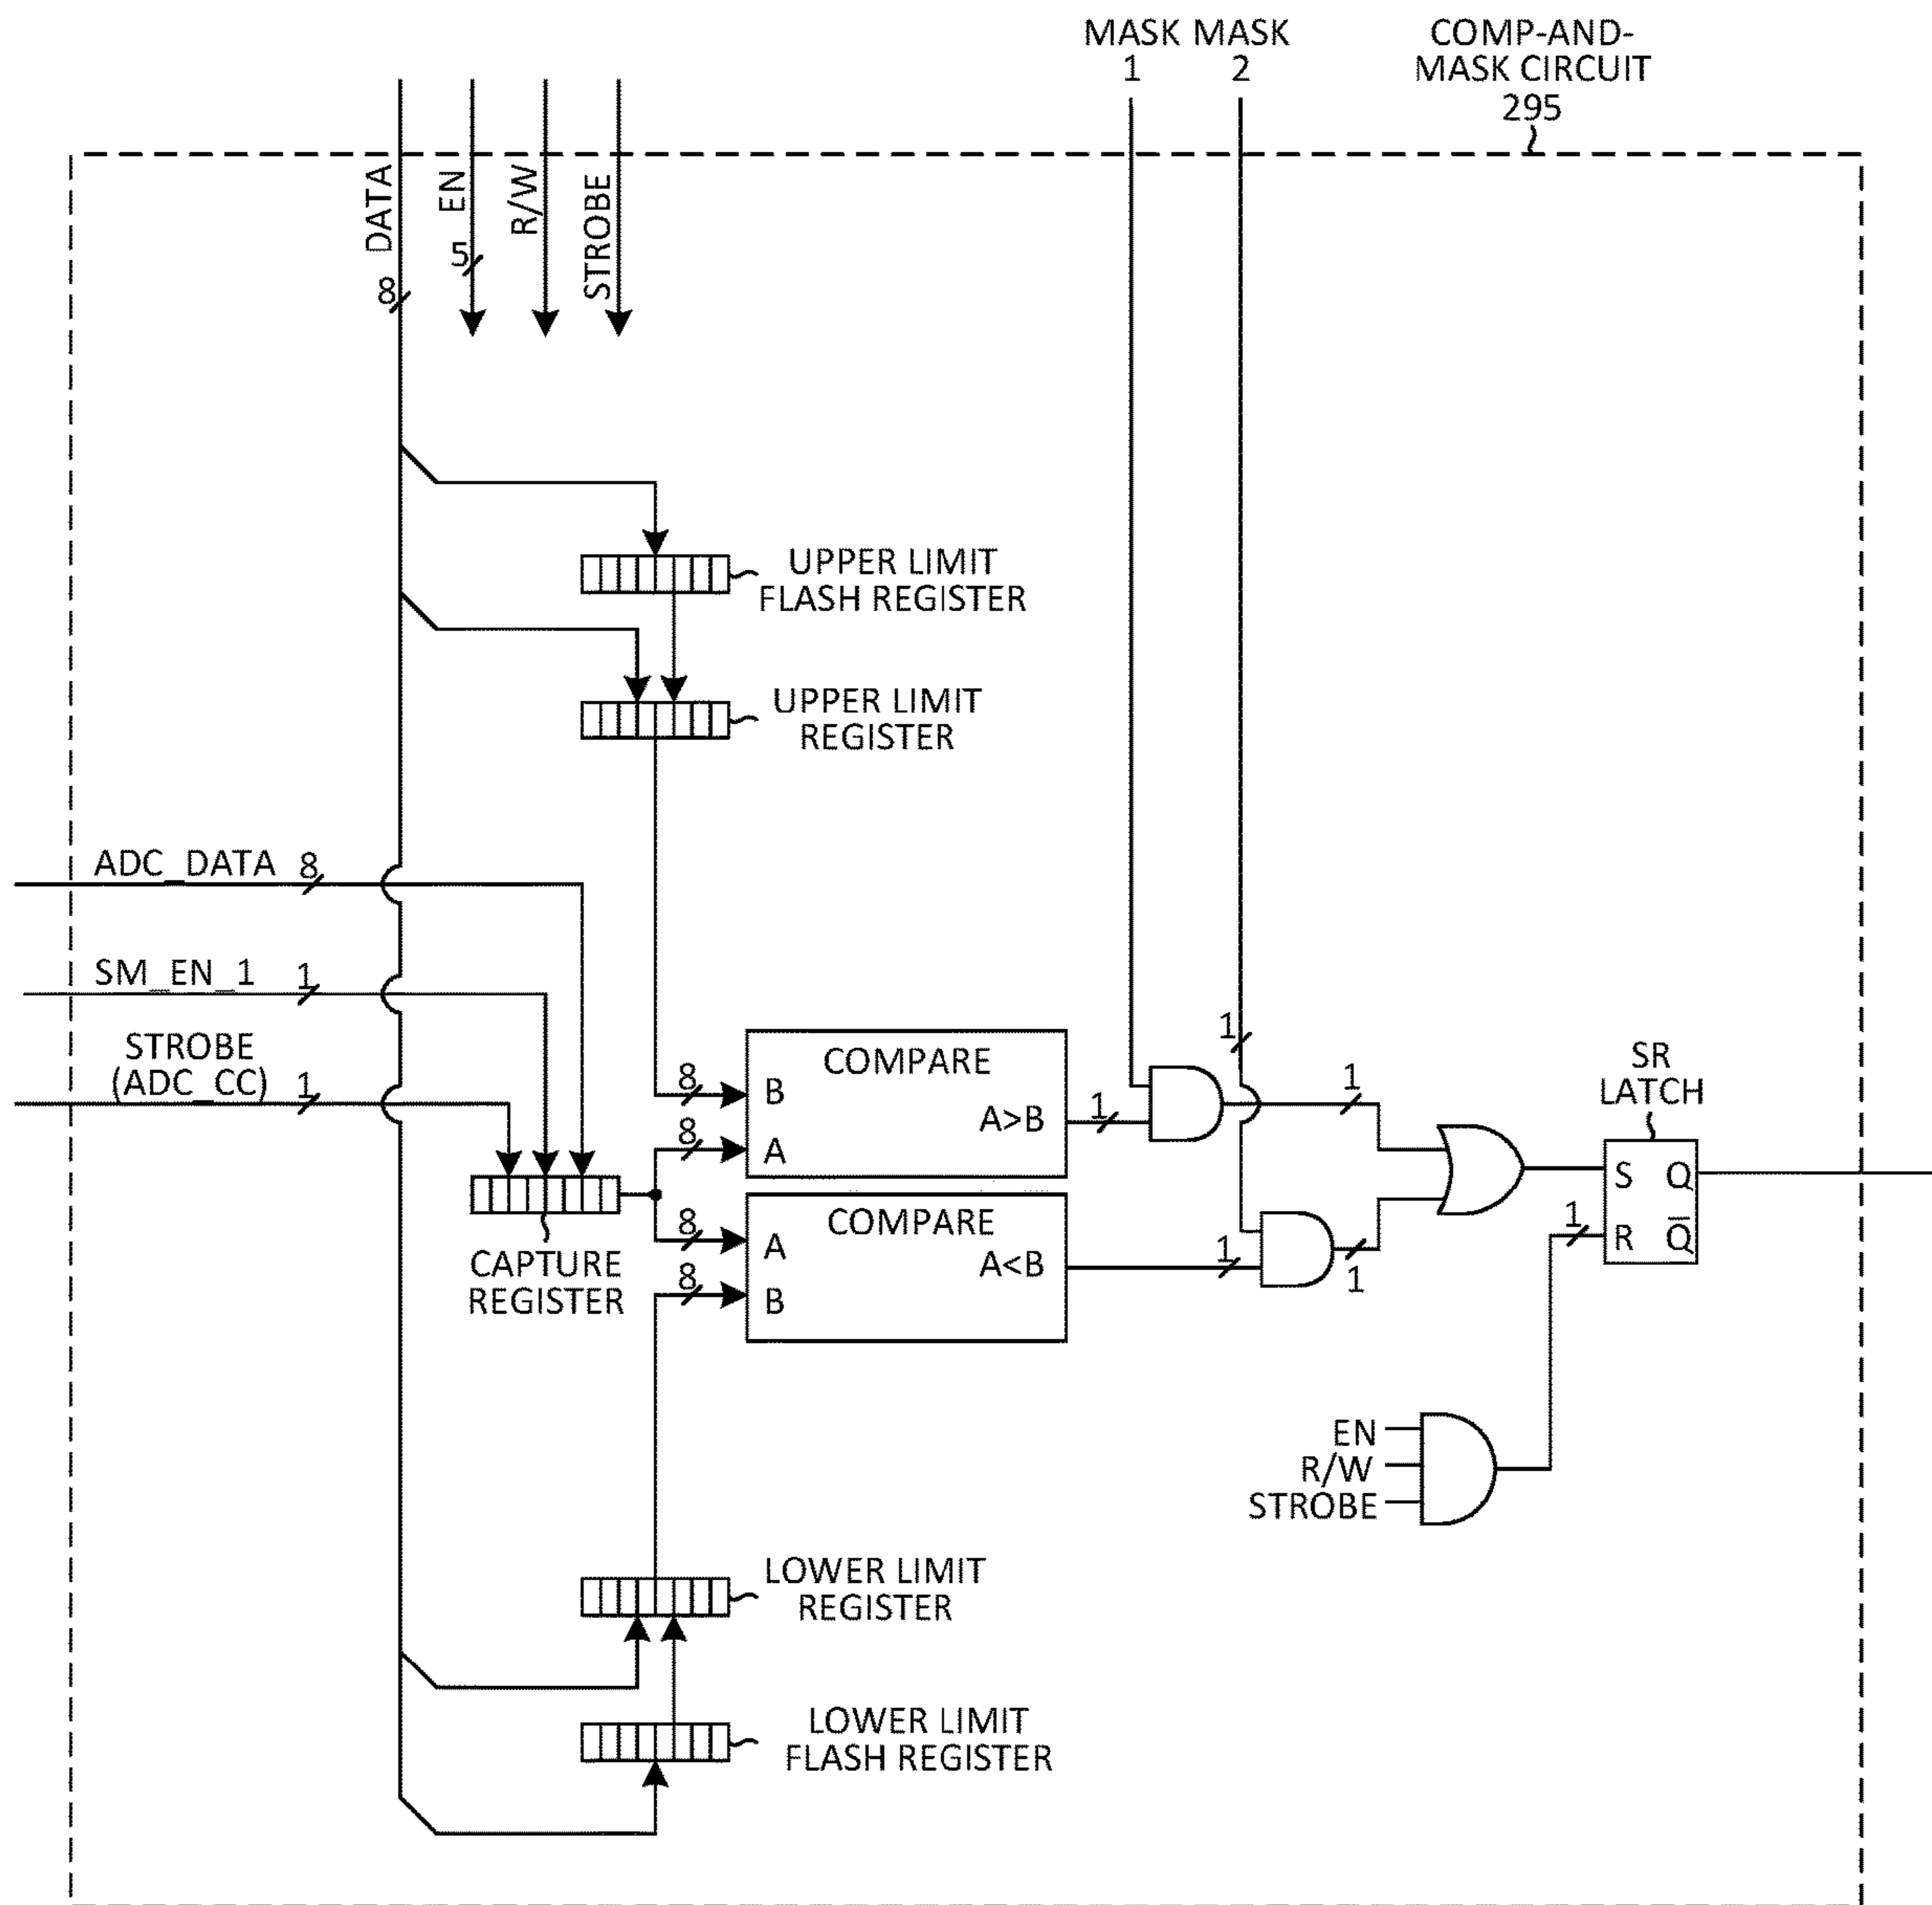 MASK MASK
1 2
COMP-AND-
MASK CIRCUIT
295
DATA
8
EN
5
R/W
STROBE
UPPER LIMIT
FLASH REGISTER
UPPER LIMIT
REGISTER
ADC_DATA 8
SM_EN_1 1
STROBE
(ADC_CC) 1
CAPTURE
REGISTER
8
8
8
8
COMPARE
B
A
A>B
COMPARE
A
B
A<B
1
1
1
1
1
SR
LATCH
S Q
R Q̅
1
EN
R/W
STROBE
LOWER LIMIT
REGISTER
LOWER LIMIT
FLASH REGISTER